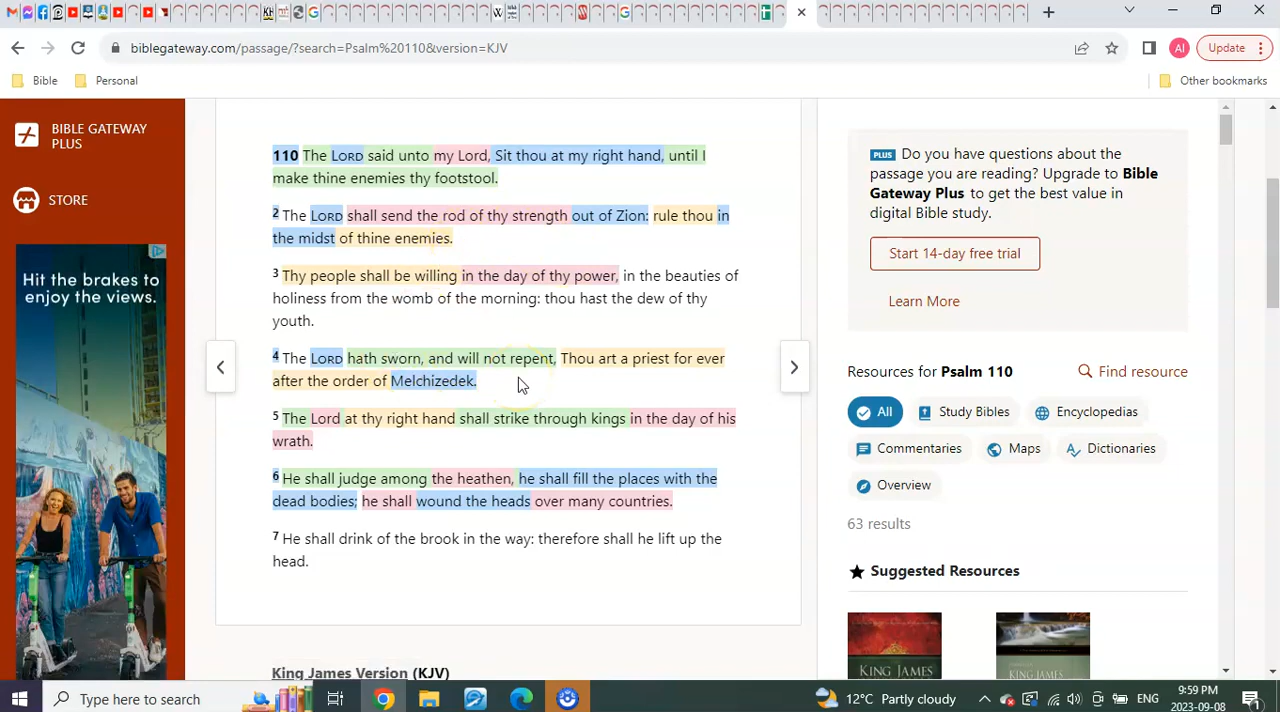 biblegateway.com/passage/?search=Psalm%20110&version=KJV
Update
Bible
Personal
Other bookmarks
BIBLE GATEWAY
PLUS
STORE
Hit the brakes to
enjoy the views.
110 The LORD said unto my Lord, Sit thou at my right hand, until I
make thine enemies thy footstool.
2 The LORD shall send the rod of thy strength out of Zion: rule thou in
the midst of thine enemies.
3 Thy people shall be willing in the day of thy power, in the beauties of
holiness from the womb of the morning: thou hast the dew of thy
youth.
4 The LORD hath sworn, and will not repent, Thou art a priest for ever
after the order of Melchizedek.
5 The Lord at thy right hand shall strike through kings in the day of his
wrath.
6 He shall judge among the heathen, he shall fill the places with the
dead bodies; he shall wound the heads over many countries.
7 He shall drink of the brook in the way: therefore shall he lift up the
head.
King James Version (KJV)
PLUS Do you have questions about the
passage you are reading? Upgrade to Bible
Gateway Plus to get the best value in
digital Bible study.
Start 14-day free trial
Learn More
Resources for Psalm 110
Find resource
All
Study Bibles
Encyclopedias
Commentaries
Maps
Dictionaries
Overview
63 results
Suggested Resources
KING JAMES
KING JAMES
Type here to search
12°C Partly cloudy
ENG
9:59 PM
2023-09-08
1